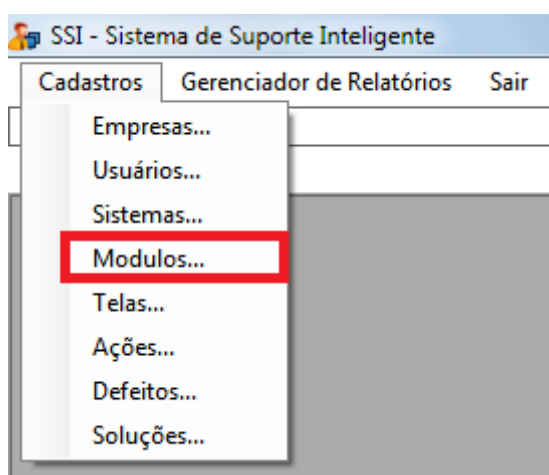 SSI - Sistema de Suporte Inteligente
Cadastros Gerenciador de Relatórios Sair
Empresas...
Usuários...
Sistemas...
Modulos...
Telas...
Ações...
Defeitos...
Soluções...